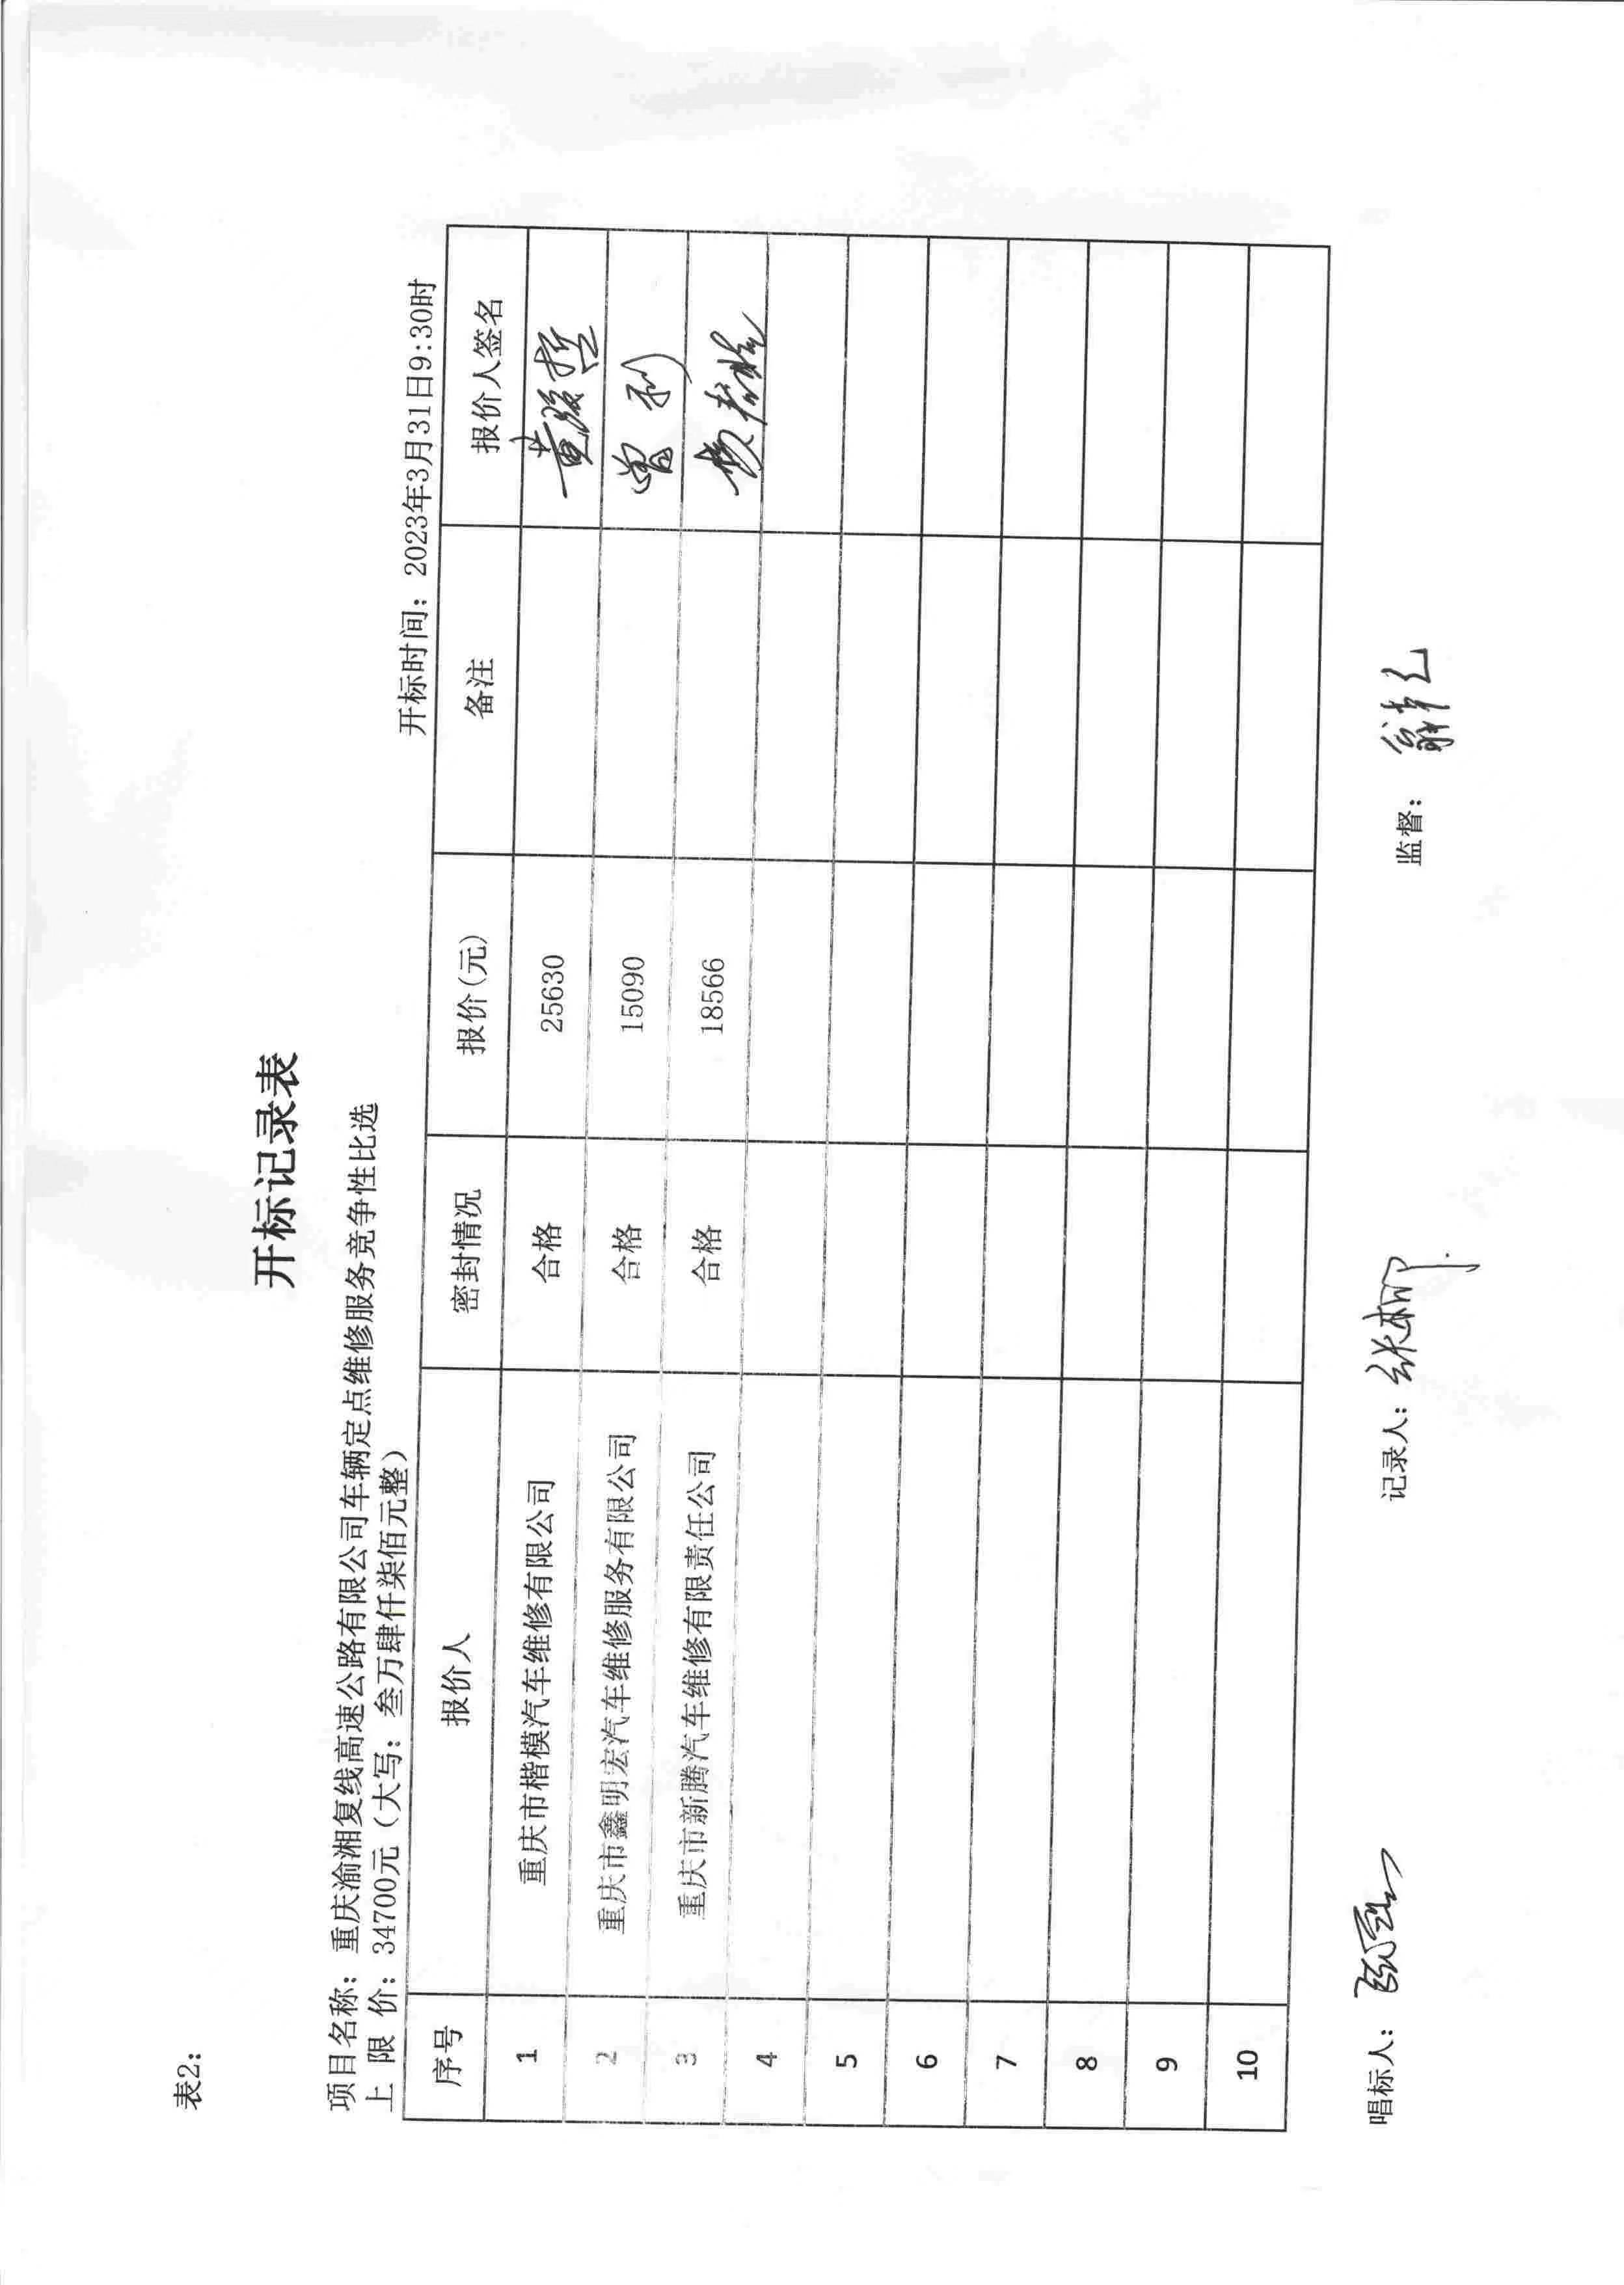 表2：
开标记录表
项目名称：重庆渝湘复线高速公路有限公司车辆定点维修服务竞争性比选
上 限 价：34700元（大写：叁万肆仟柒佰元整） 开标时间：2023年3月31日9:30时
序号 报价人 密封情况 报价(元) 备注 报价人签名
1 重庆市楷模汽车维修有限公司 合格 25630
2 重庆市鑫明宏汽车维修服务有限公司 合格 15090 曾利
3 重庆市新腾汽车维修有限责任公司 合格 18566
4
5
6
7
8
9
10
唱标人： 记录人：张柳 监督：